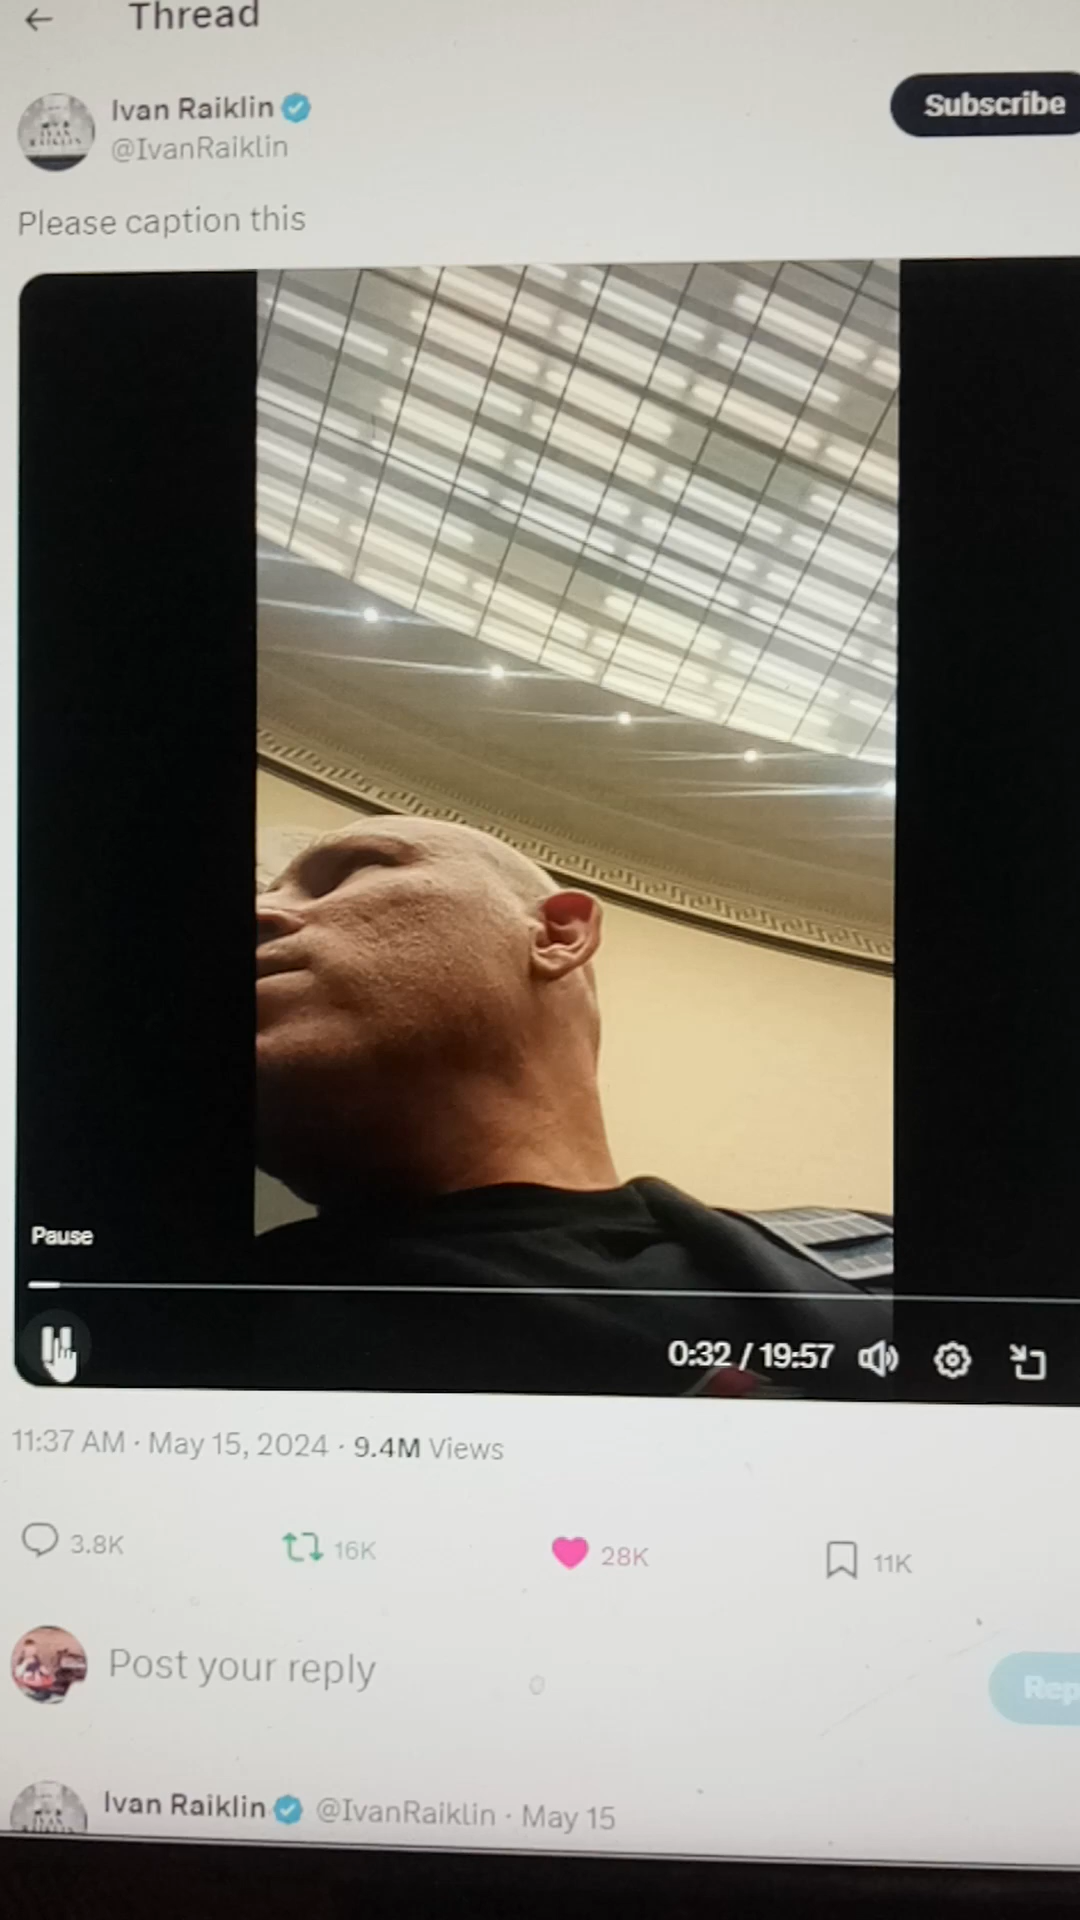 Thread
Ivan Raiklin
Subscribe
@IvanRaiklin
Please caption this
Pause
0:32 / 19:57
11:37 AM · May 15, 2024 · 9.4M Views
3.8K 16K 28K 11K
Post your reply
Rep
Ivan Raiklin @IvanRaiklin · May 15